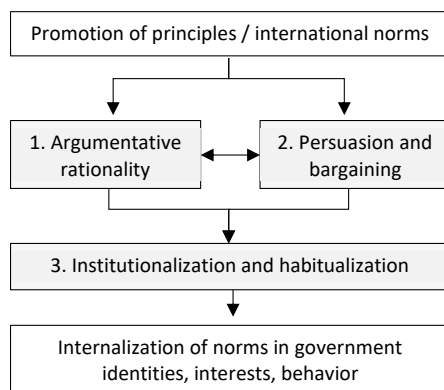 Promotion of principles / international norms
1. Argumentative
rationality
2. Persuasion and
bargaining
3. Institutionalization and habitualization
Internalization of norms in government
identities, interests, behavior